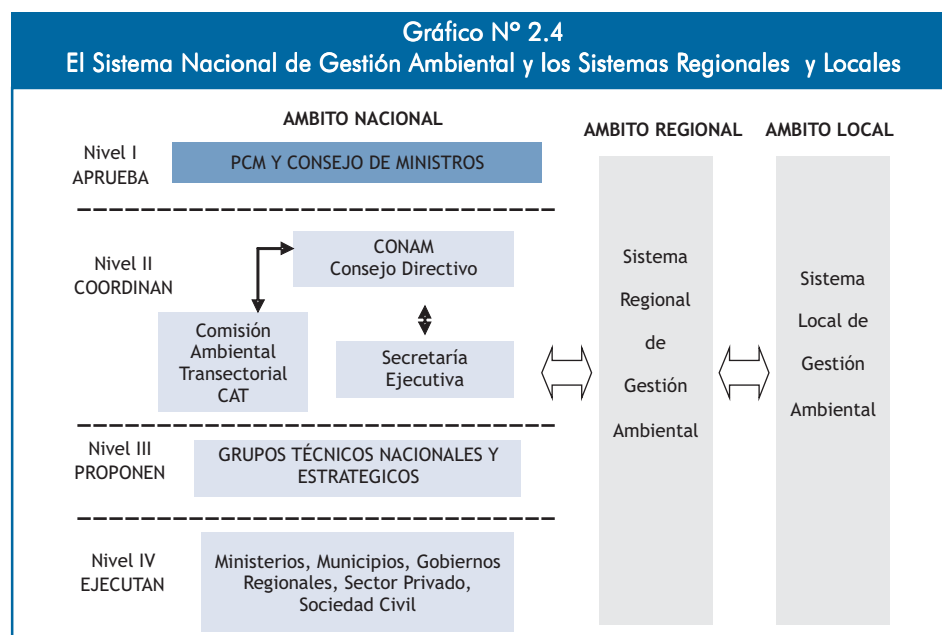 Gráfico Nº 2.4
El Sistema Nacional de Gestión Ambiental y los Sistemas Regionales y Locales
AMBITO NACIONAL
AMBITO REGIONAL
AMBITO LOCAL
Nivel I
APRUEBA
PCM Y CONSEJO DE MINISTROS
Nivel II
COORDINAN
CONAM
Consejo Directivo
Comisión
Ambiental
Transectorial
CAT
Secretaría
Ejecutiva
Nivel III
PROPONEN
GRUPOS TÉCNICOS NACIONALES Y
ESTRATEGICOS
Nivel IV
EJECUTAN
Ministerios, Municipios, Gobiernos
Regionales, Sector Privado,
Sociedad Civil
Sistema
Regional
de
Gestión
Ambiental
Sistema
Local de
Gestión
Ambiental